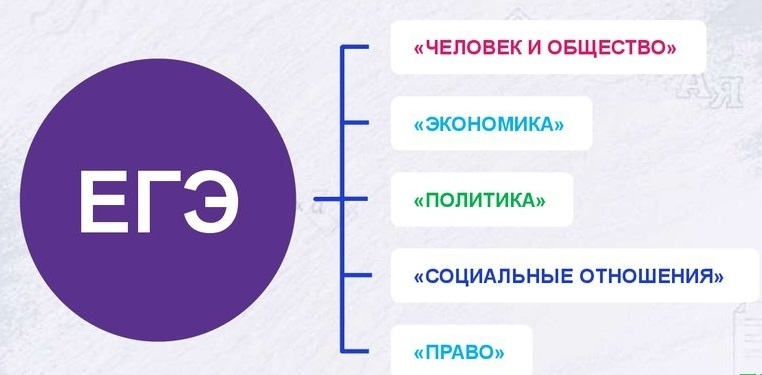 ЕГЭ
«ЧЕЛОВЕК И ОБЩЕСТВО»
«ЭКОНОМИКА»
«ПОЛИТИКА»
«СОЦИАЛЬНЫЕ ОТНОШЕНИЯ»
«ПРАВО»